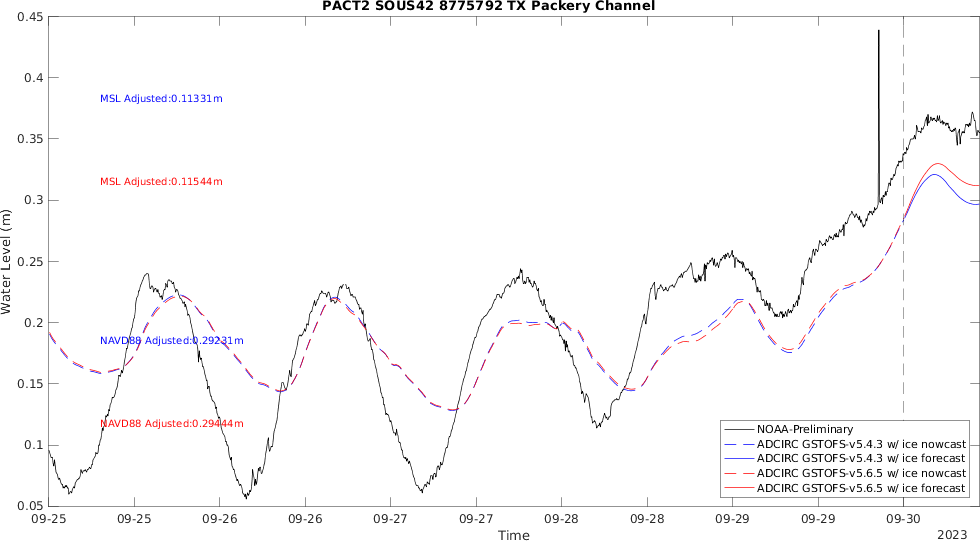 PACT2 SOUS42 8775792 TX Packery Channel
0.45
0.4
0.35
0.3
0.25
0.2
0.15
0.1
0.05
Water Level (m)
MSL Adjusted:0.11331m
MSL Adjusted:0.11544m
NAVD88 Adjusted:0.29231m
NAVD88 Adjusted:0.29444m
NOAA-Preliminary
ADCIRC GSTOFS-v5.4.3 w/ ice nowcast
ADCIRC GSTOFS-v5.4.3 w/ ice forecast
ADCIRC GSTOFS-v5.6.5 w/ ice nowcast
ADCIRC GSTOFS-v5.6.5 w/ ice forecast
09-25 09-25 09-26 09-26 09-27 09-27 09-28 09-28 09-29 09-29 09-30
Time
2023